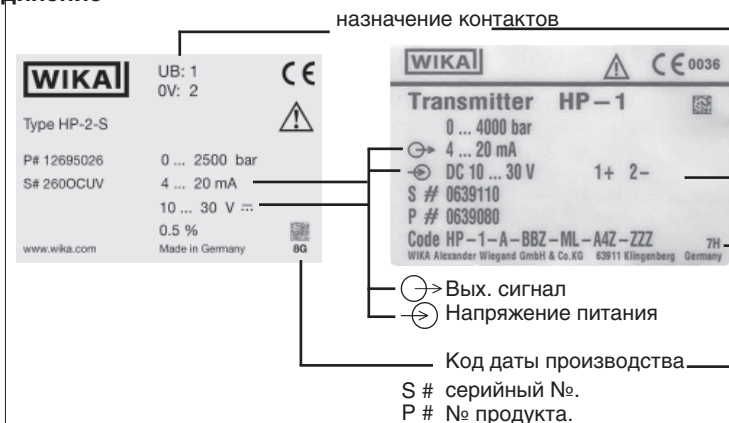 назначение контактов
WIKAI
UB: 1
0V: 2
CE
Type HP-2-S
P# 12695026
S# 260OCUV
0 ... 2500 bar
4 ... 20 mA
10 ... 30 V
0.5 %
www.wika.com
Made in Germany
8G
WIKAI
CE 0036
Transmitter HP – 1
0 ... 4000 bar
4 ... 20 mA
DC 10 ... 30 V 1+ 2–
S # 0639110
P # 0639080
Code HP – 1 – A – BBZ – ML – A4Z – ZZZ 7H
WIKA Alexander Wiegand GmbH & Co.KG 63911 Klingenberg Germany
Вых. сигнал
Напряжение питания
Код даты производства
S # серийный №.
P # № продукта.